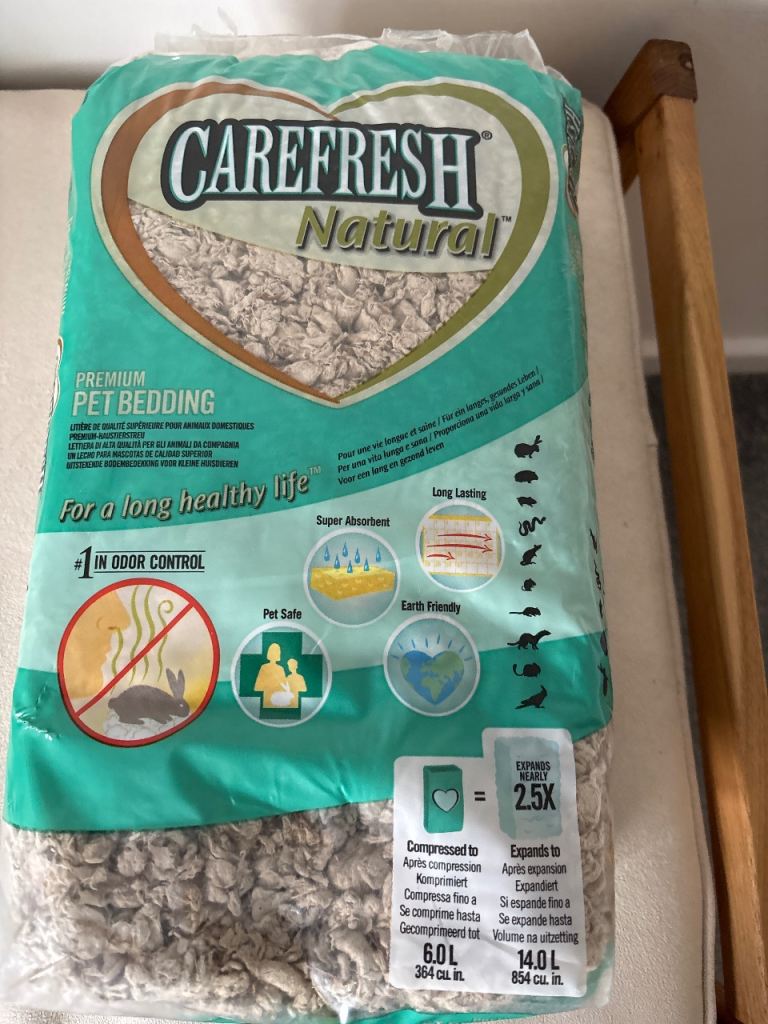 CAREFRESH®
Natural™
PREMIUM
PET BEDDING
LITIÈRE DE QUALITÉ SUPÉRIEURE POUR ANIMAUX DOMESTIQUES
PREMIUM-HAUSTIERSTREU
LETTIERA DI ALTA QUALITÀ PER GLI ANIMALI DA COMPAGNIA
UN LECHO PARA MASCOTAS DE CALIDAD SUPERIOR
UITSTEKENDE BODEMBEDEKKING VOOR KLEINE HUISDIEREN
For a long healthy life™
Pour une vie longue et saine / Für ein langes, gesundes Leben /
Per una vita lunga e sana / Proporciona una vida larga y sana /
Voor een lang en gezond leven
#1 IN ODOR CONTROL
Super Absorbent
Long Lasting
Pet Safe
Earth Friendly
=
EXPANDS
NEARLY
2.5X
Compressed to
Après compression
Komprimiert
Compressa fino a
Se comprime hasta
Gecomprimeerd tot
6.0 L
364 cu. in.
Expands to
Après expansion
Expandiert
Si espande fino a
Se expande hasta
Volume na uitzetting
14.0 L
854 cu. in.